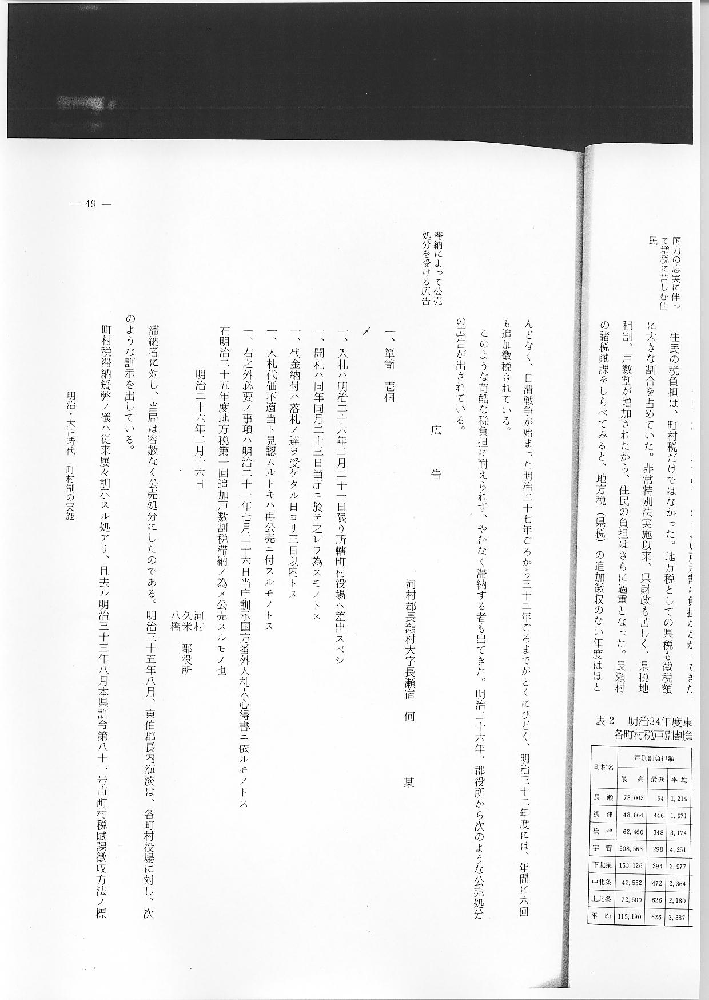 国力の忘実に伴っ
て増税に苦しむ住
民
住民の税負担は、町村税だけではなかった。地方税としての県税も徴税額
に大きな割合を占めていた。非常特別法実施以来、県財政も苦しく、県税地
租割、戸数割が増加されたから、住民の負担はさらに過重となった。長瀬村
の諸税賦課をしらべてみると、地方税（県税）の追加徴収のない年度はほと
表2 明治34年度東
各町村税戸別割負
町村名 戸別割負担額
最高 最低 平均
長瀬 78,003 54 1,219
浅津 48,864 446 1,971
橋津 62,460 348 3,174
宇野 208,563 298 4,251
下北条 153,126 294 2,977
中北条 42,552 472 2,364
上北条 72,500 626 2,180
平均 115,190 626 3,387
んどなく、日清戦争が始まった明治二十七年ごろから三十二年ごろまでがとくにひどく、明治三十二年度には、年間に六回
も追加徴税されている。
滞納によって公売
処分を受ける広告
このような苛酷な税負担に耐えられず、やむなく滞納する者も出てきた。明治二十六年、郡役所から次のような公売処分
の広告が出されている。
広告
河村郡長瀬村大字長瀬宿 何某
一、箪笥 壱個
〆
一、入札ハ明治二十六年二月二十一日限り所轄町村役場ヘ差出スベシ
一、開札ハ同年同月二十三日当庁ニ於テ之レヲ為スモノトス
一、代金納付ハ落札ノ達ヲ受ケタル日ヨリ三日以内トス
一、入札代価不適当ト見認ムルトキハ再公売ニ付スルモノトス
一、右之外必要ノ事項ハ明治二十一年七月二十六日当庁訓示国方番外入札人心得書ニ依ルモノトス
右明治二十五年度地方税第一回追加戸数割税滞納ノ為メ公売スルモノ也
明治二十六年二月十六日
河村
久米 郡役所
八橋
滞納者に対し、当局は容赦なく公売処分にしたのである。明治三十五年八月、東伯郡長内海淡は、各町村役場に対し、次
のような訓示を出している。
町村税滞納矯弊ノ儀ハ従来屡々訓示スル処アリ、且去ル明治三十三年八月本県訓令第八十一号市町村税賦課徴収方法ノ標
明治・大正時代 町村制の実施
— 49 —